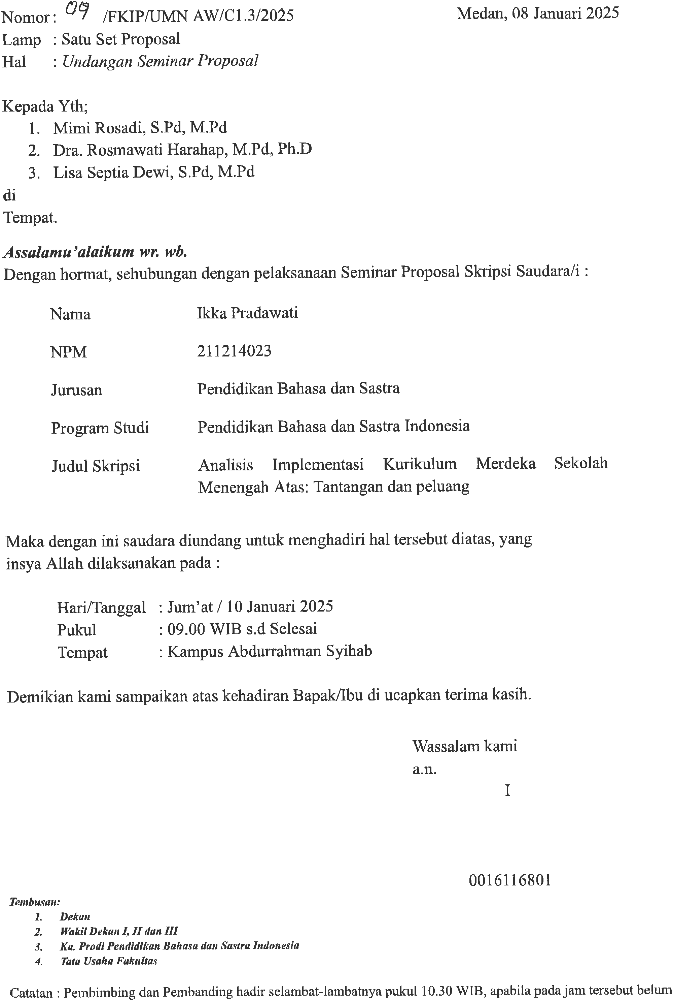 Nomor: 09 /FKIP/UMN AW/C1.3/2025 Medan, 08 Januari 2025
Lamp : Satu Set Proposal
Hal : Undangan Seminar Proposal
Kepada Yth;
1. Mimi Rosadi, S.Pd, M.Pd
2. Dra. Rosmawati Harahap, M.Pd, Ph.D
3. Lisa Septia Dewi, S.Pd, M.Pd
di
Tempat.
Assalamu'alaikum wr. wb.
Dengan hormat, sehubungan dengan pelaksanaan Seminar Proposal Skripsi Saudara/i :
Nama Ikka Pradawati
NPM 211214023
Jurusan Pendidikan Bahasa dan Sastra
Program Studi Pendidikan Bahasa dan Sastra Indonesia
Judul Skripsi Analisis Implementasi Kurikulum Merdeka Sekolah
Menengah Atas: Tantangan dan peluang
Maka dengan ini saudara diundang untuk menghadiri hal tersebut diatas, yang
insya Allah dilaksanakan pada :
Hari/Tanggal : Jum'at / 10 Januari 2025
Pukul : 09.00 WIB s.d Selesai
Tempat : Kampus Abdurrahman Syihab
Demikian kami sampaikan atas kehadiran Bapak/Ibu di ucapkan terima kasih.
Wassalam kami
a.n.
I
0016116801
Tembusan:
1. Dekan
2. Wakil Dekan I, II dan III
3. Ka. Prodi Pendidikan Bahasa dan Sastra Indonesia
4. Tata Usaha Fakultas
Catatan : Pembimbing dan Pembanding hadir selambat-lambatnya pukul 10.30 WIB, apabila pada jam tersebut belum